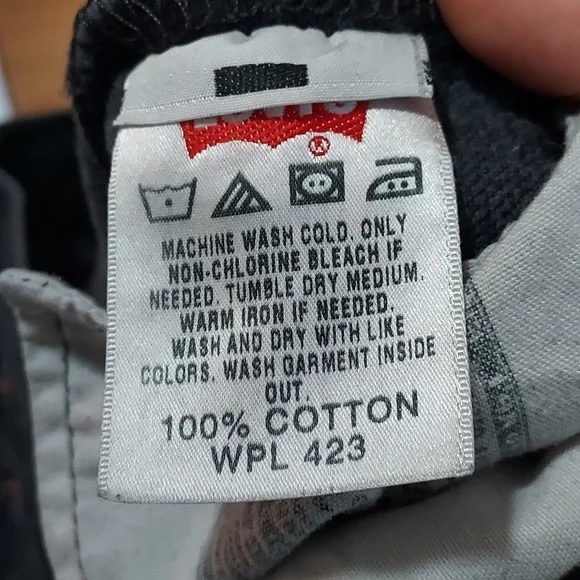 LEVI'S
®
MACHINE WASH COLD. ONLY
NON-CHLORINE BLEACH IF
NEEDED. TUMBLE DRY MEDIUM.
WARM IRON IF NEEDED.
WASH AND DRY WITH LIKE
COLORS. WASH GARMENT INSIDE
OUT.
100% COTTON
WPL 423